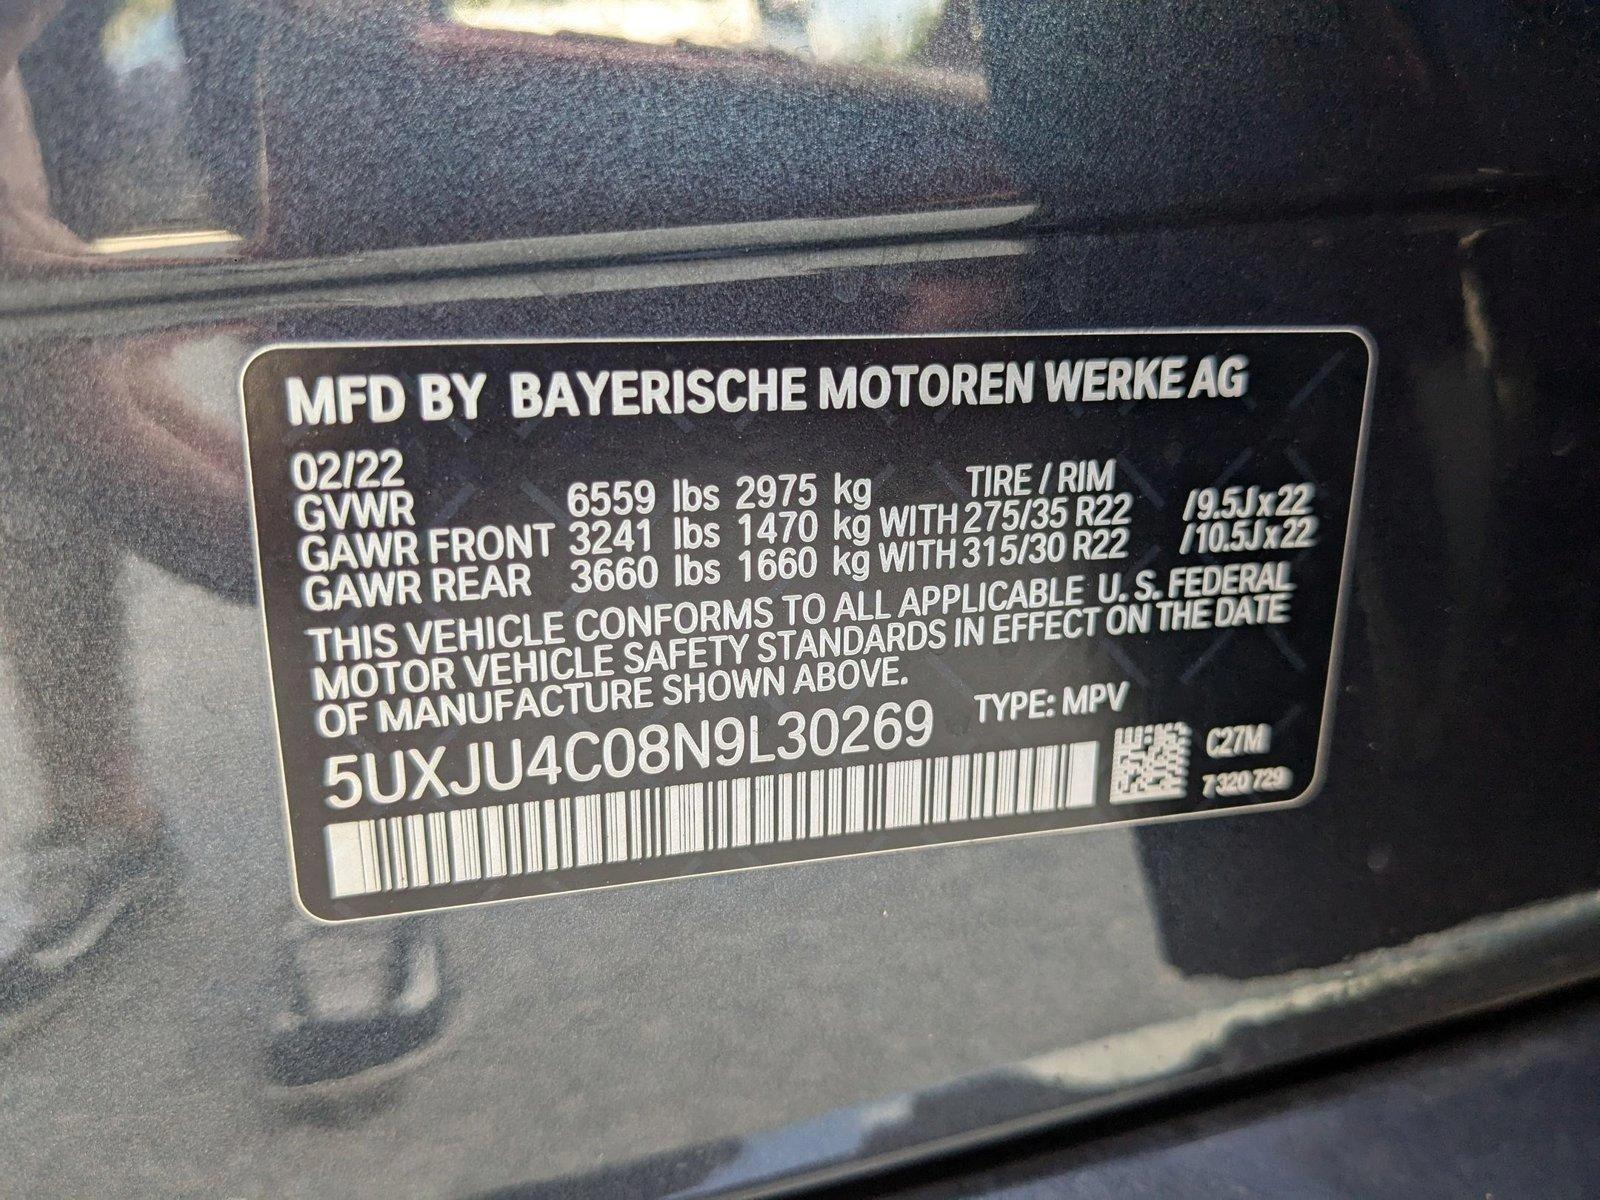 MFD BY BAYERISCHE MOTOREN WERKE AG
02/22
GVWR 6559 lbs 2975 kg TIRE / RIM
GAWR FRONT 3241 lbs 1470 kg WITH 275/35 R22 /9.5Jx22
GAWR REAR 3660 lbs 1660 kg WITH 315/30 R22 /10.5Jx22
THIS VEHICLE CONFORMS TO ALL APPLICABLE U. S. FEDERAL
MOTOR VEHICLE SAFETY STANDARDS IN EFFECT ON THE DATE
OF MANUFACTURE SHOWN ABOVE.
5UXJU4C08N9L30269 TYPE: MPV
C27M
7 320 729